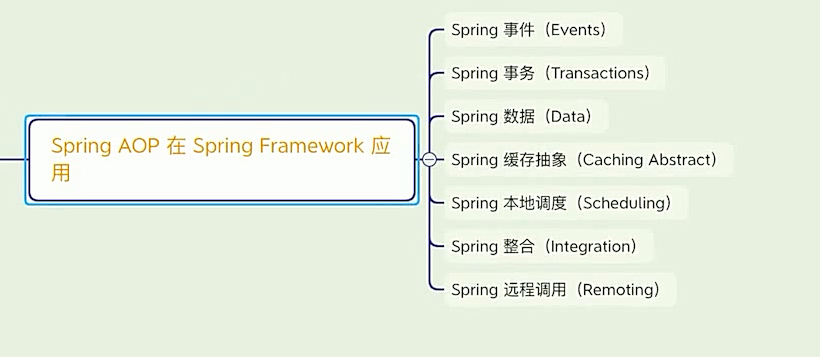 Spring 事件（Events）
Spring 事务（Transactions）
Spring 数据（Data）
Spring AOP 在 Spring Framework 应
用
Spring 缓存抽象（Caching Abstract）
Spring 本地调度（Scheduling）
Spring 整合（Integration）
Spring 远程调用（Remoting）